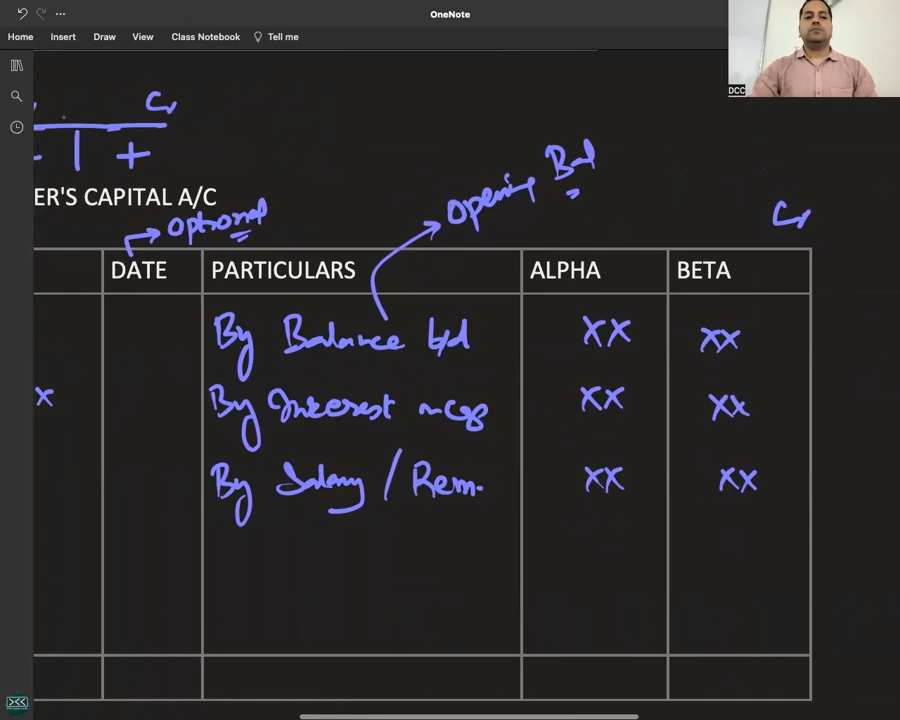 OneNote
Home Insert Draw View Class Notebook Tell me
DCC
Cr
+
ER'S CAPITAL A/C
Optional
Opening Bal
Cr
DATE PARTICULARS ALPHA BETA
By Balance b/d XX XX
x By Interest on cap XX XX
By Salary / Rem. XX XX